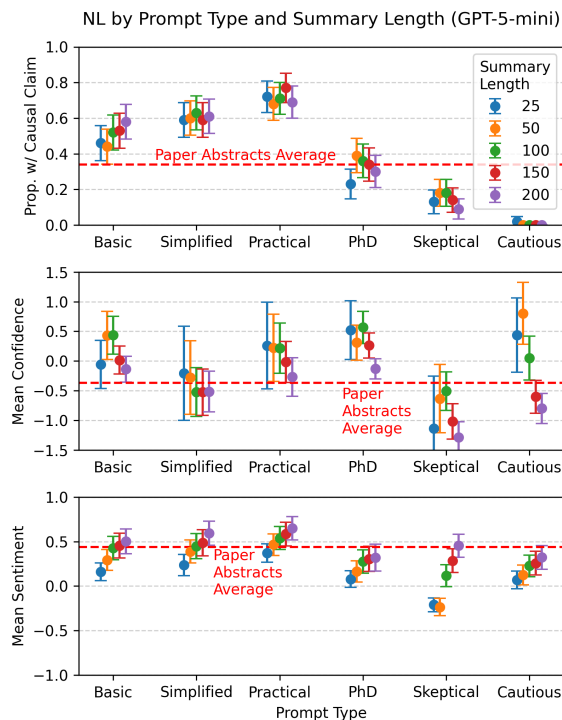 NL by Prompt Type and Summary Length (GPT-5-mini)
Prop. w/ Causal Claim
1.0
0.8
0.6
0.4
0.2
0.0
Paper Abstracts Average
Summary
Length
25
50
100
150
200
Basic Simplified Practical PhD Skeptical Cautious
Mean Confidence
1.5
1.0
0.5
0.0
−0.5
−1.0
−1.5
Paper
Abstracts
Average
Basic Simplified Practical PhD Skeptical Cautious
Mean Sentiment
1.0
0.5
0.0
−0.5
−1.0
Paper
Abstracts
Average
Basic Simplified Practical PhD Skeptical Cautious
Prompt Type